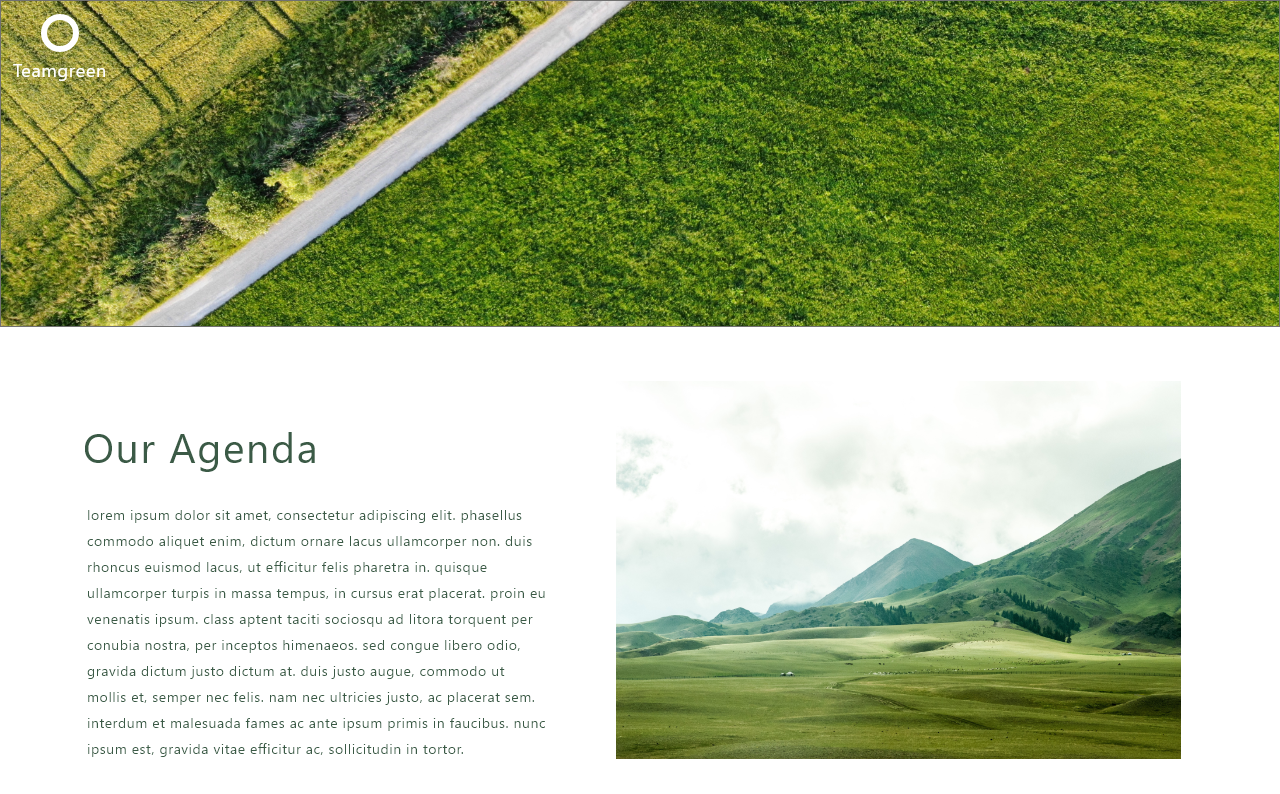 Teamgreen
Our Agenda
lorem ipsum dolor sit amet, consectetur adipiscing elit. phasellus
commodo aliquet enim, dictum ornare lacus ullamcorper non. duis
rhoncus euismod lacus, ut efficitur felis pharetra in. quisque
ullamcorper turpis in massa tempus, in cursus erat placerat. proin eu
venenatis ipsum. class aptent taciti sociosqu ad litora torquent per
conubia nostra, per inceptos himenaeos. sed congue libero odio,
gravida dictum justo dictum at. duis justo augue, commodo ut
mollis et, semper nec felis. nam nec ultricies justo, ac placerat sem.
interdum et malesuada fames ac ante ipsum primis in faucibus. nunc
ipsum est, gravida vitae efficitur ac, sollicitudin in tortor.